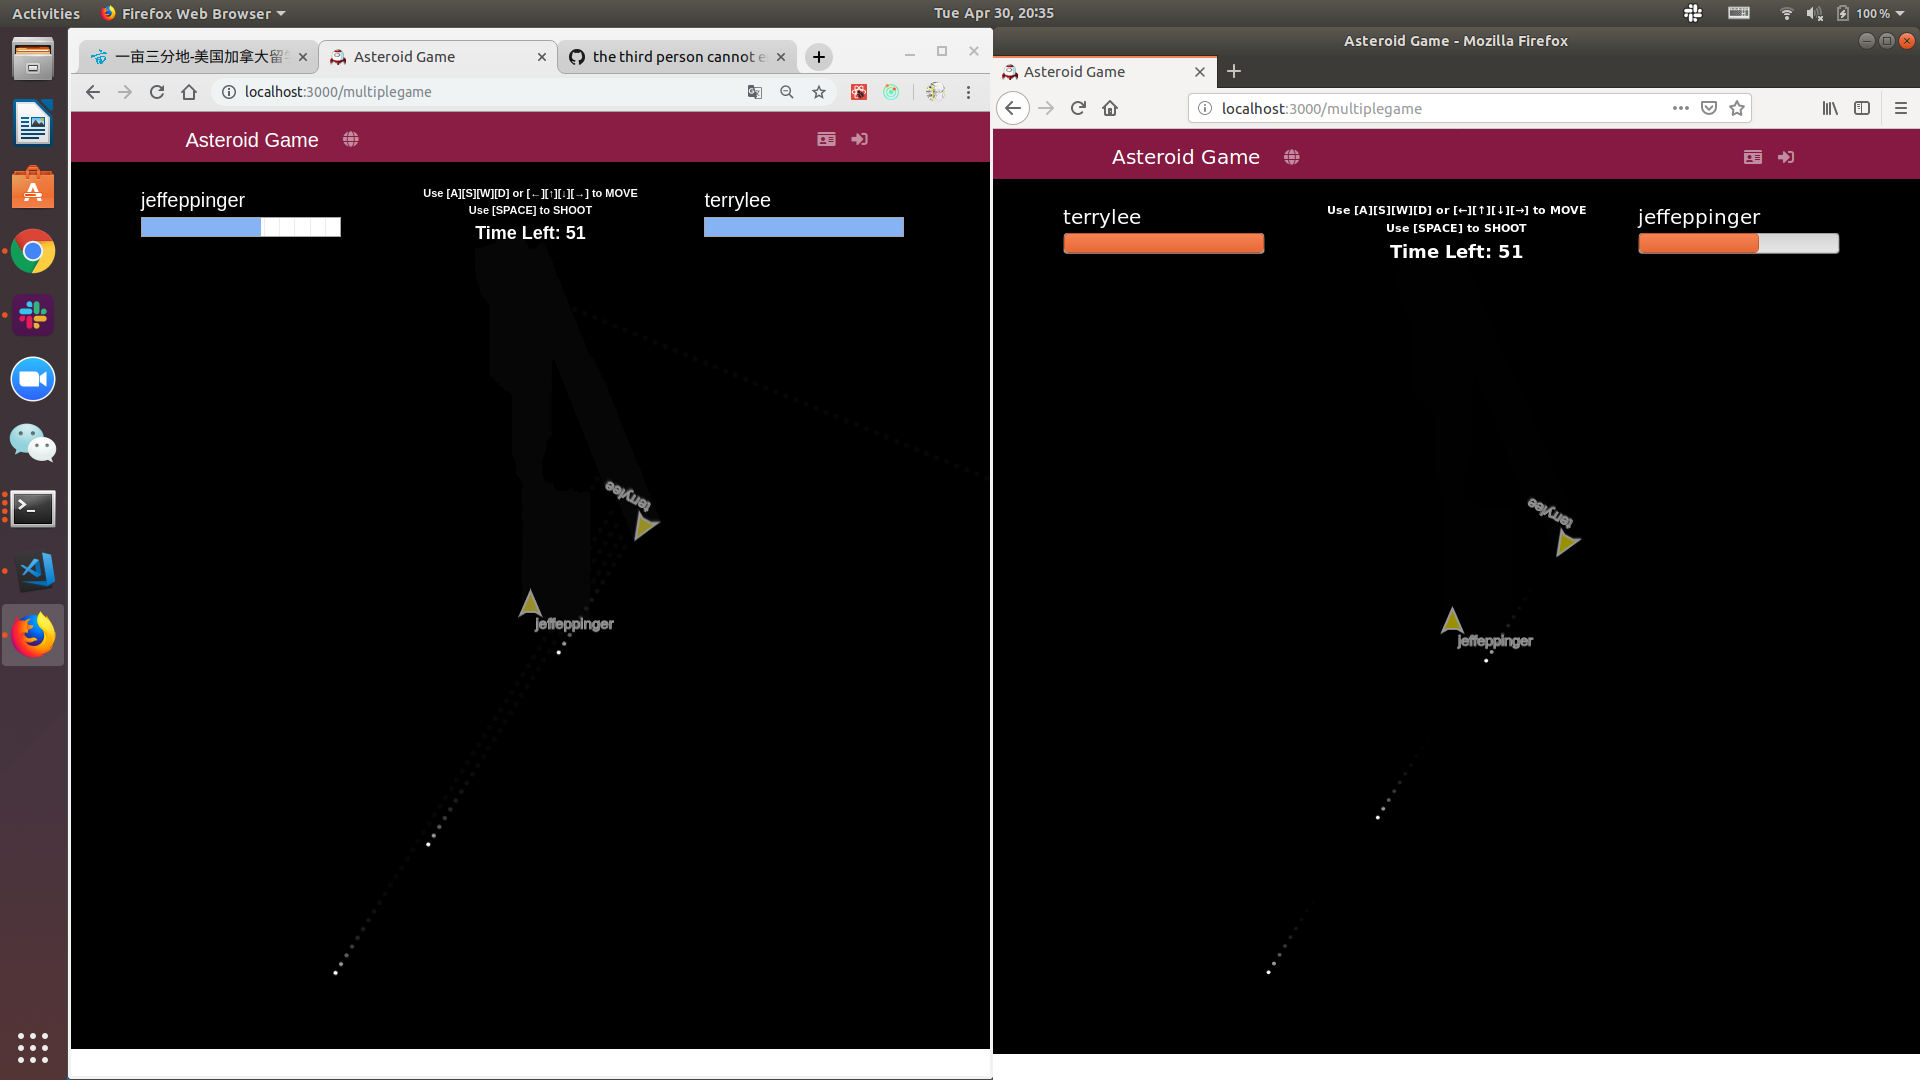 Activities
Firefox Web Browser
Tue Apr 30, 20:35
100 %
一亩三分地-美国加拿大留
Asteroid Game
the third person cannot e
localhost:3000/multiplegame
Asteroid Game
jeffeppinger
Use [A][S][W][D] or [←][↑][↓][→] to MOVE
Use [SPACE] to SHOOT
Time Left: 51
terrylee
terrylee
jeffeppinger
Asteroid Game - Mozilla Firefox
Asteroid Game
localhost:3000/multiplegame
Asteroid Game
terrylee
Use [A][S][W][D] or [←][↑][↓][→] to MOVE
Use [SPACE] to SHOOT
Time Left: 51
jeffeppinger
terrylee
jeffeppinger